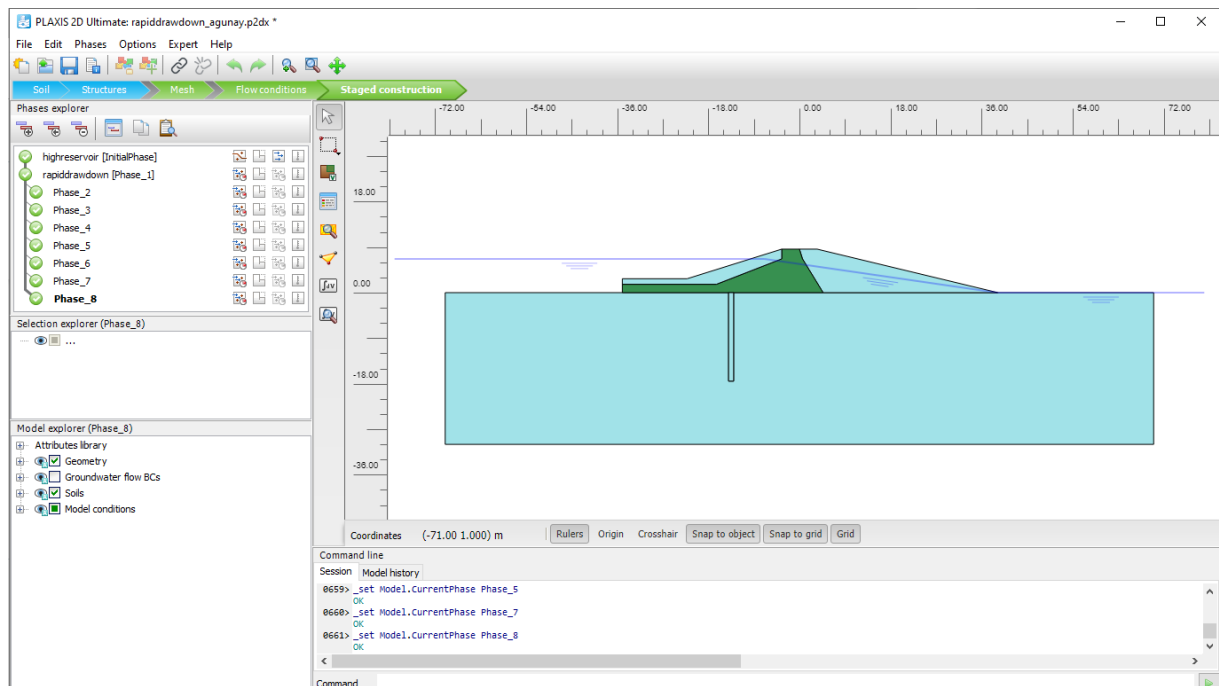 PLAXIS 2D Ultimate: rapiddrawdown_agunay.p2dx *
File Edit Phases Options Expert Help
Soil Structures Mesh Flow conditions Staged construction
Phases explorer
highreservoir [InitialPhase]
rapiddrawdown [Phase_1]
Phase_2
Phase_3
Phase_4
Phase_5
Phase_6
Phase_7
Phase_8
Selection explorer (Phase_8)
...
Model explorer (Phase_8)
Attributes library
Geometry
Groundwater flow BCs
Soils
Model conditions
-72.00 -54.00 -36.00 -18.00 0.00 18.00 36.00 54.00 72.00
18.00
0.00
-18.00
-36.00
Coordinates (-71.00 1.000) m Rulers Origin Crosshair Snap to object Snap to grid Grid
Command line
Session Model history
0659> _set Model.CurrentPhase Phase_5
OK
0660> _set Model.CurrentPhase Phase_7
OK
0661> _set Model.CurrentPhase Phase_8
OK
Command